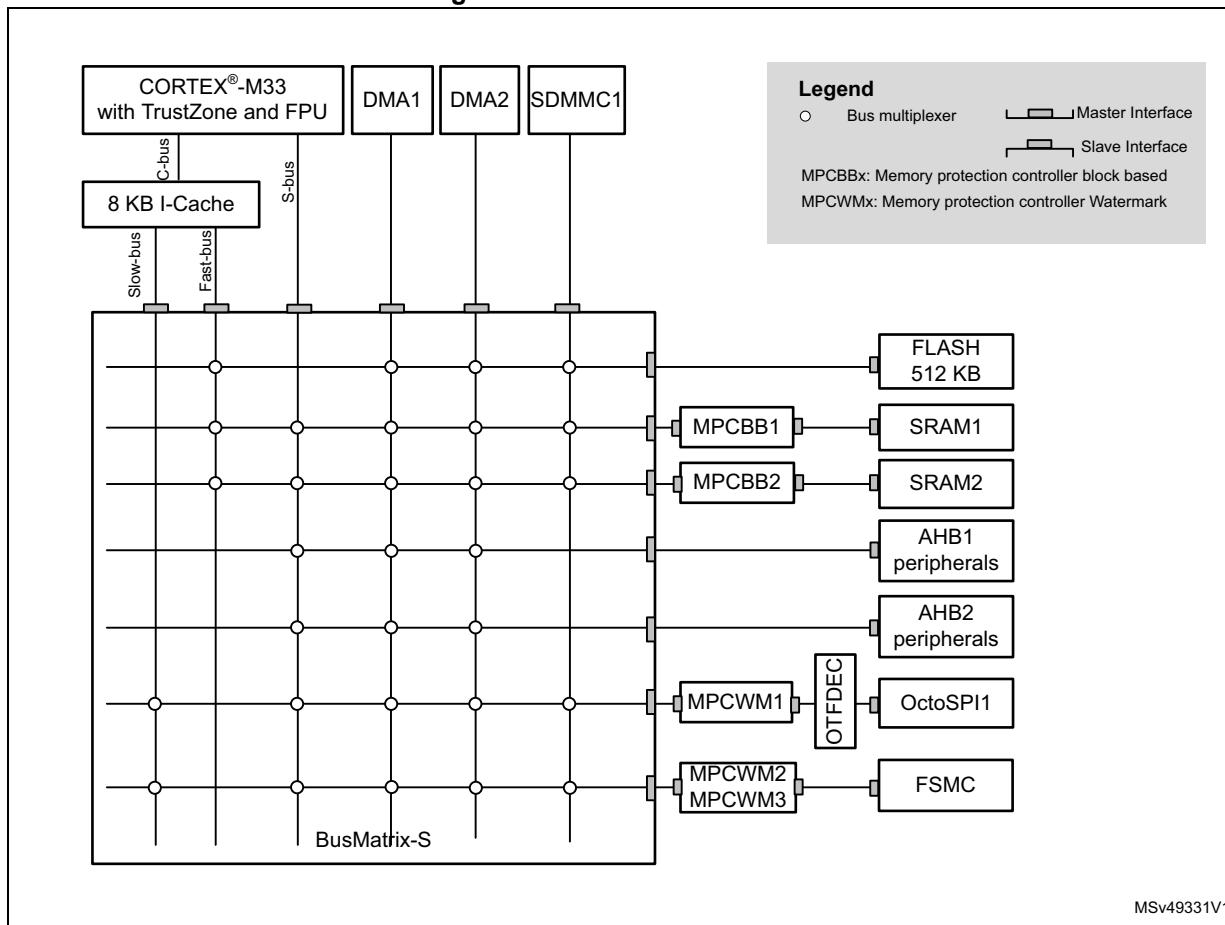 CORTEX®-M33
with TrustZone and FPU
DMA1
DMA2
SDMMC1
C-bus
S-bus
8 KB I-Cache
Slow-bus
Fast-bus
Legend
Bus multiplexer
Master Interface
Slave Interface
MPCBBx: Memory protection controller block based
MPCWMx: Memory protection controller Watermark
FLASH
512 KB
MPCBB1
SRAM1
MPCBB2
SRAM2
AHB1
peripherals
AHB2
peripherals
MPCWM1
OTFDEC
OctoSPI1
MPCWM2
MPCWM3
FSMC
BusMatrix-S
MSv49331V1